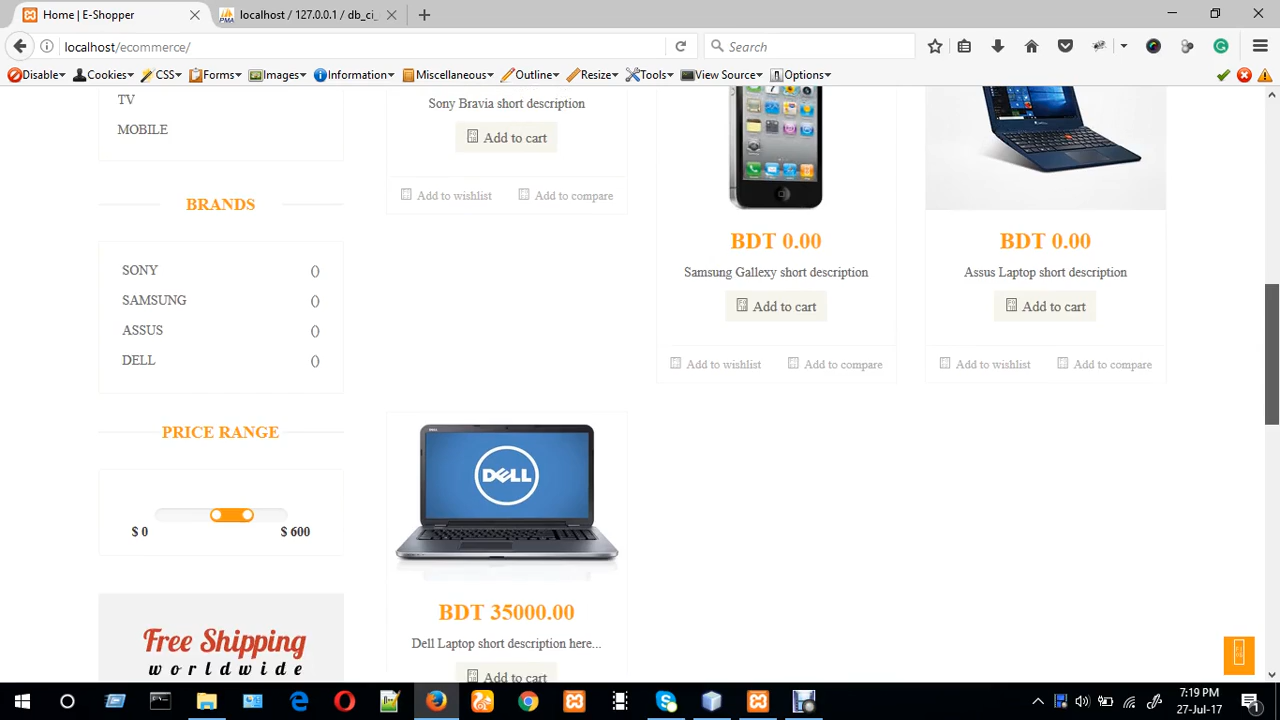 Home | E-Shopper
localhost / 127.0.0.1 / db_ci_
localhost/ecommerce/
Search
Disable Cookies CSS Forms Images Information Miscellaneous Outline Resize Tools View Source Options
TV
MOBILE
BRANDS
SONY ()
SAMSUNG ()
ASSUS ()
DELL ()
PRICE RANGE
$ 0 $ 600
Free Shipping
worldwide
Sony Bravia short description
Add to cart
Add to wishlist Add to compare
BDT 0.00
Samsung Gallexy short description
Add to cart
Add to wishlist Add to compare
BDT 0.00
Assus Laptop short description
Add to cart
Add to wishlist Add to compare
DELL
BDT 35000.00
Dell Laptop short description here...
Add to cart
7:19 PM
27-Jul-17